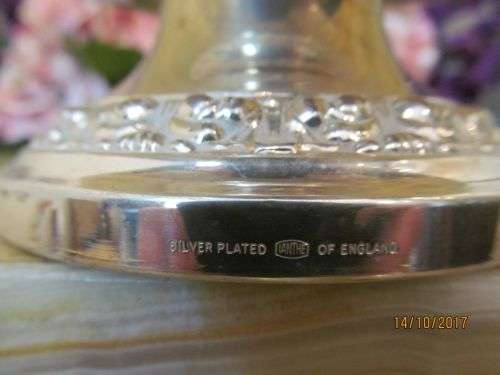 SILVER PLATED IANTHE OF ENGLAND
14/10/2017